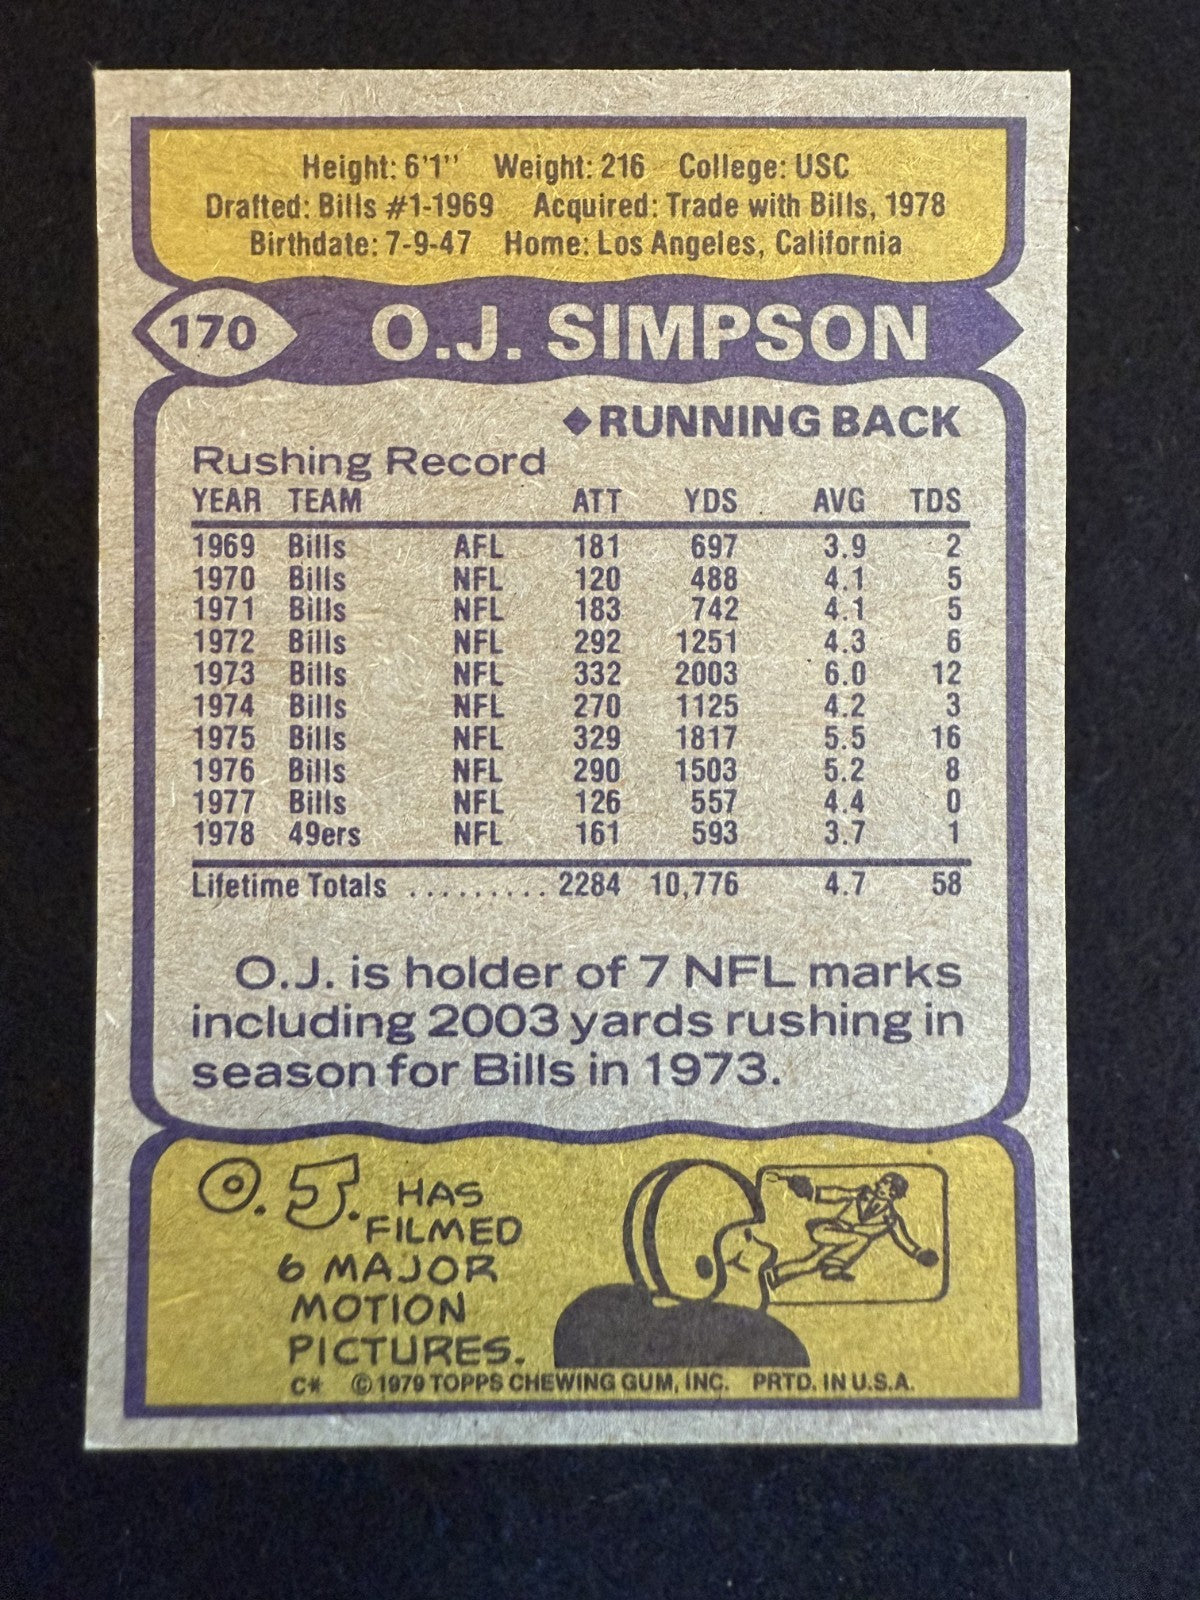 Height: 6'1'' Weight: 216 College: USC
Drafted: Bills #1-1969 Acquired: Trade with Bills, 1978
Birthdate: 7-9-47 Home: Los Angeles, California
170 O.J. SIMPSON
◆RUNNING BACK
Rushing Record
YEAR TEAM ATT YDS AVG TDS
1969 Bills AFL 181 697 3.9 2
1970 Bills NFL 120 488 4.1 5
1971 Bills NFL 183 742 4.1 5
1972 Bills NFL 292 1251 4.3 6
1973 Bills NFL 332 2003 6.0 12
1974 Bills NFL 270 1125 4.2 3
1975 Bills NFL 329 1817 5.5 16
1976 Bills NFL 290 1503 5.2 8
1977 Bills NFL 126 557 4.4 0
1978 49ers NFL 161 593 3.7 1
Lifetime Totals ......... 2284 10,776 4.7 58
O.J. is holder of 7 NFL marks
including 2003 yards rushing in
season for Bills in 1973.
O.J. HAS
FILMED
6 MAJOR
MOTION
PICTURES.
C* © 1979 TOPPS CHEWING GUM, INC. PRTD. IN U.S.A.